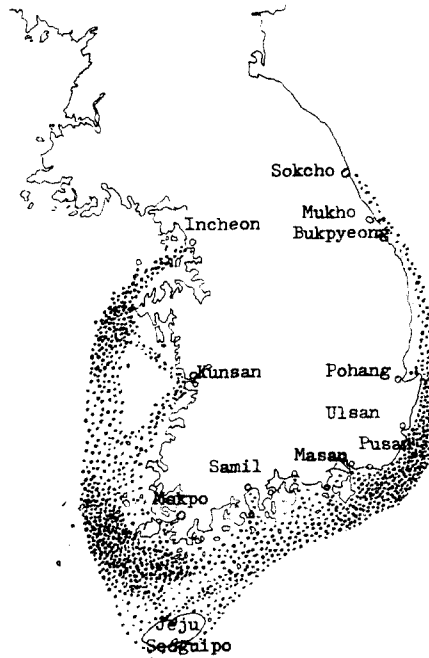 Sokcho
Mukho
Bukpyeong
Incheon
Kunsan
Pohang
Ulsan
Pusan
Masan
Samil
Mokpo
Jeju
Seoguipo